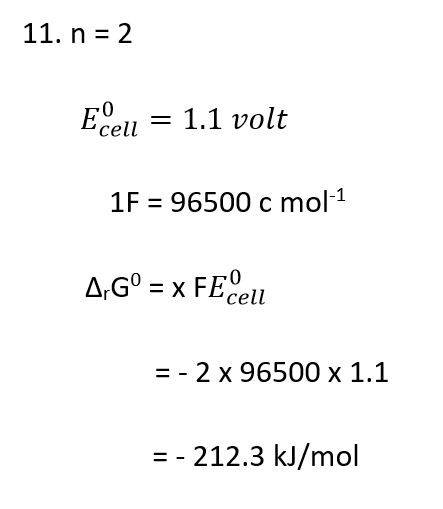 11. n = 2
E⁰cell = 1.1 volt
1F = 96500 c mol⁻¹
ΔᵣG⁰ = x FE⁰cell
= - 2 x 96500 x 1.1
= - 212.3 kJ/mol